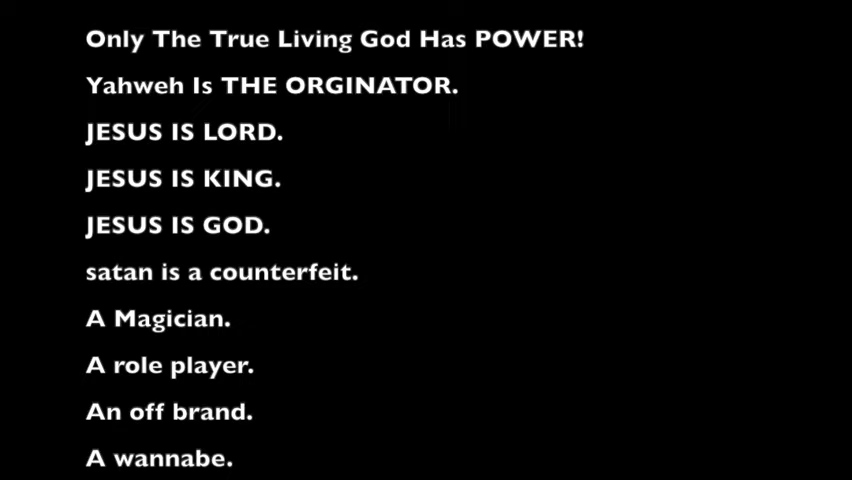 Only The True Living God Has POWER!
Yahweh Is THE ORGINATOR.
JESUS IS LORD.
JESUS IS KING.
JESUS IS GOD.
satan is a counterfeit.
A Magician.
A role player.
An off brand.
A wannabe.